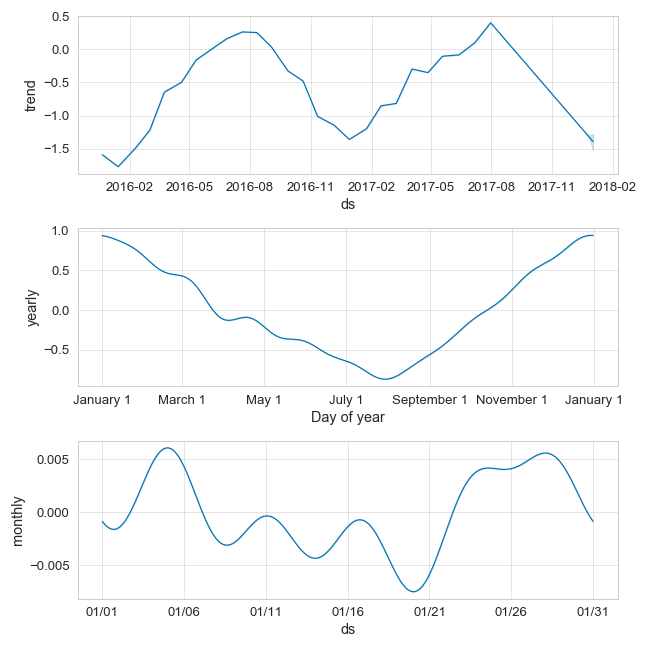 0.5
0.0
−0.5
−1.0
−1.5
trend
2016-02 2016-05 2016-08 2016-11 2017-02 2017-05 2017-08 2017-11 2018-02
ds
1.0
0.5
0.0
−0.5
yearly
January 1 March 1 May 1 July 1 September 1 November 1 January 1
Day of year
0.005
0.000
−0.005
monthly
01/01 01/06 01/11 01/16 01/21 01/26 01/31
ds